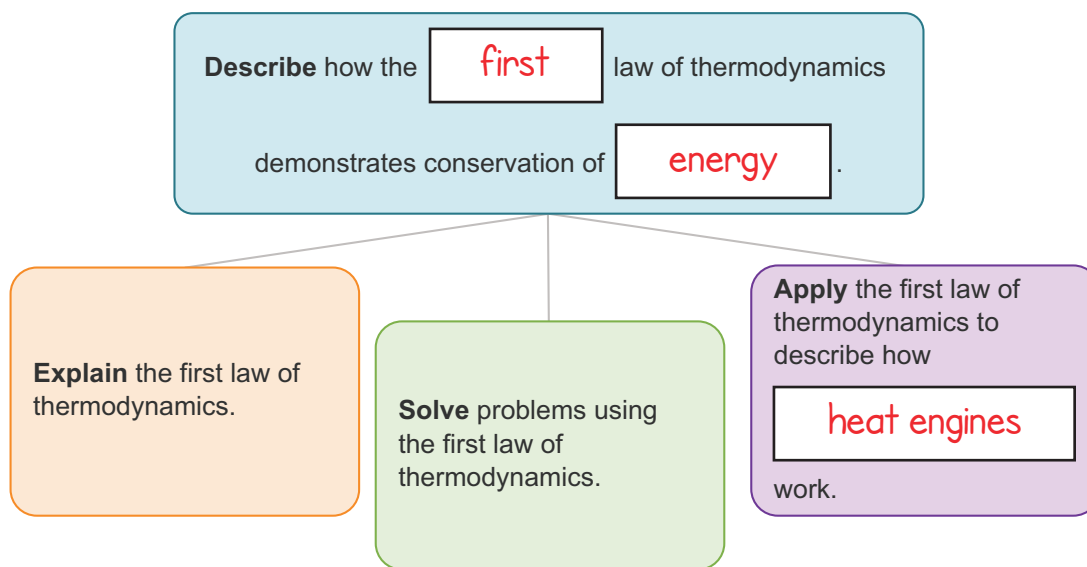 Describe how the first law of thermodynamics
demonstrates conservation of energy .
Explain the first law of
thermodynamics.
Solve problems using
the first law of
thermodynamics.
Apply the first law of
thermodynamics to
describe how
heat engines
work.